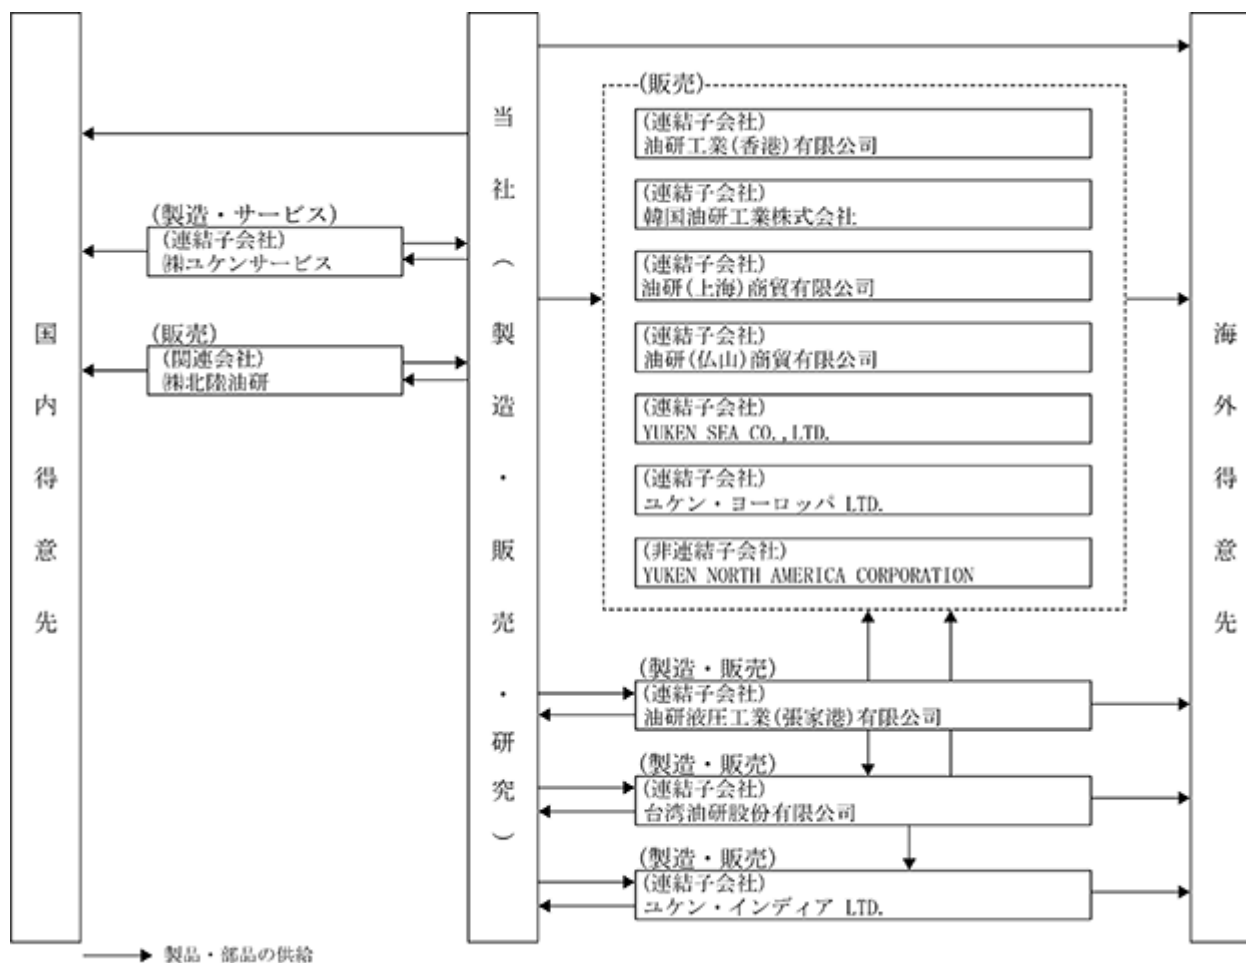 国内得意先
(製造・サービス)
(連結子会社)
㈱ユケンサービス
(販売)
(関連会社)
㈱北陸油研
当社(製造・販売・研究)
(販売)
(連結子会社)
油研工業(香港)有限公司
(連結子会社)
韓国油研工業株式会社
(連結子会社)
油研(上海)商貿有限公司
(連結子会社)
油研(仏山)商貿有限公司
(連結子会社)
YUKEN SEA CO.,LTD.
(連結子会社)
ユケン・ヨーロッパ LTD.
(非連結子会社)
YUKEN NORTH AMERICA CORPORATION
(製造・販売)
(連結子会社)
油研液圧工業(張家港)有限公司
(製造・販売)
(連結子会社)
台湾油研股份有限公司
(製造・販売)
(連結子会社)
ユケン・インディア LTD.
海外得意先
製品・部品の供給